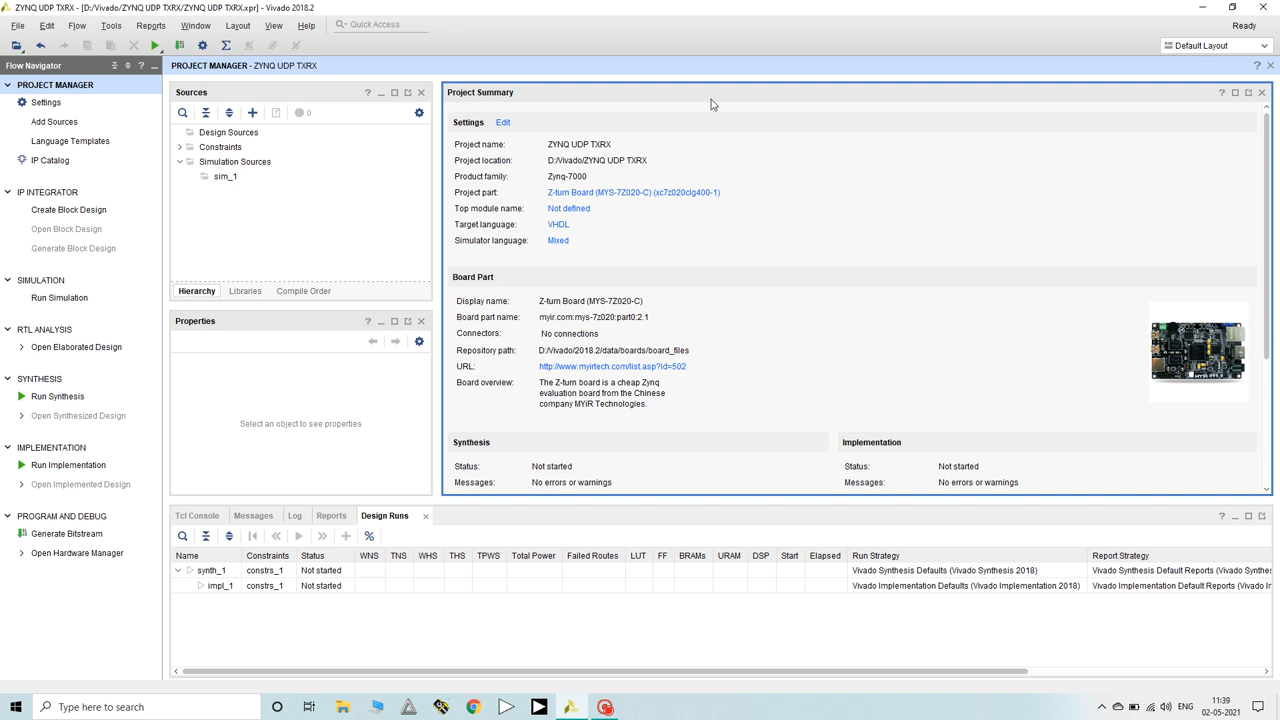 ZYNQ UDP TXRX - [D:/Vivado/ZYNQ UDP TXRX/ZYNQ UDP TXRX.xpr] - Vivado 2018.2
File Edit Flow Tools Reports Window Layout View Help Quick Access Ready
Default Layout
Flow Navigator
PROJECT MANAGER - ZYNQ UDP TXRX
PROJECT MANAGER
Settings
Add Sources
Language Templates
IP Catalog
IP INTEGRATOR
Create Block Design
Open Block Design
Generate Block Design
SIMULATION
Run Simulation
RTL ANALYSIS
Open Elaborated Design
SYNTHESIS
Run Synthesis
Open Synthesized Design
IMPLEMENTATION
Run Implementation
Open Implemented Design
PROGRAM AND DEBUG
Generate Bitstream
Open Hardware Manager
Sources
0
Design Sources
Constraints
Simulation Sources
sim_1
Hierarchy Libraries Compile Order
Properties
Select an object to see properties
Project Summary
Settings Edit
Project name: ZYNQ UDP TXRX
Project location: D:/Vivado/ZYNQ UDP TXRX
Product family: Zynq-7000
Project part: Z-turn Board (MYS-7Z020-C) (xc7z020clg400-1)
Top module name: Not defined
Target language: VHDL
Simulator language: Mixed
Board Part
Display name: Z-turn Board (MYS-7Z020-C)
Board part name: myir.com:mys-7z020:part0:2.1
Connectors: No connections
Repository path: D:/Vivado/2018.2/data/boards/board_files
URL: http://www.myirtech.com/list.asp?id=502
Board overview: The Z-turn board is a cheap Zynq
evaluation board from the Chinese
company MYiR Technologies.
Synthesis Implementation
Status: Not started Status: Not started
Messages: No errors or warnings Messages: No errors or warnings
Tcl Console Messages Log Reports Design Runs
Name Constraints Status WNS TNS WHS THS TPWS Total Power Failed Routes LUT FF BRAMs URAM DSP Start Elapsed Run Strategy Report Strategy
synth_1 constrs_1 Not started Vivado Synthesis Defaults (Vivado Synthesis 2018) Vivado Synthesis Default Reports (Vivado Synthes
impl_1 constrs_1 Not started Vivado Implementation Defaults (Vivado Implementation 2018) Vivado Implementation Default Reports (Vivado Im
Type here to search
11:39
ENG
02-05-2021